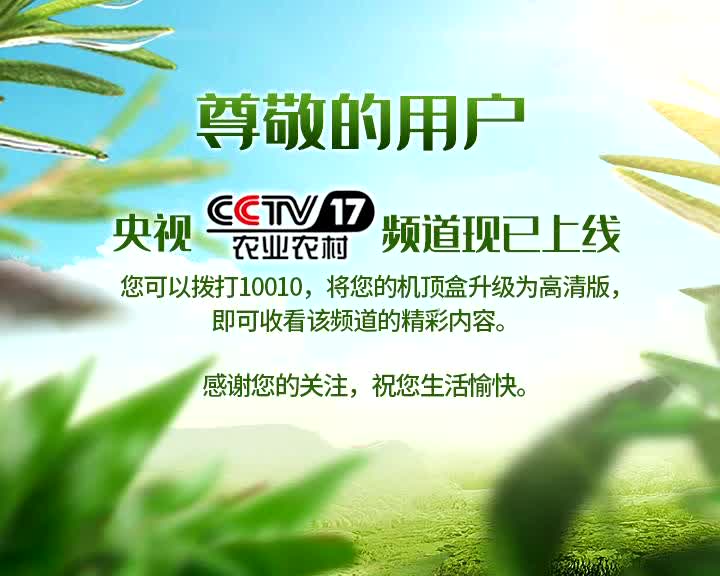 尊敬的用户
央视 CCTV 17 农业农村 频道现已上线
您可以拨打10010，将您的机顶盒升级为高清版，
即可收看该频道的精彩内容。
感谢您的关注，祝您生活愉快。